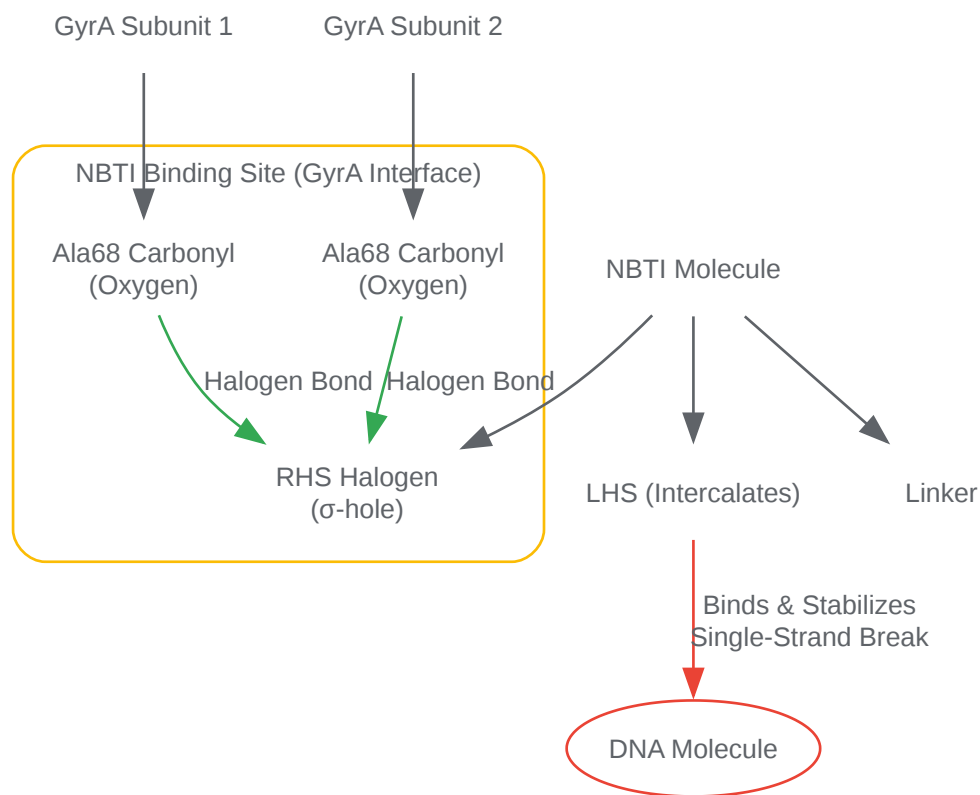 GyrA Subunit 1
GyrA Subunit 2
NBTI Binding Site (GyrA Interface)
Ala68 Carbonyl
(Oxygen)
Ala68 Carbonyl
(Oxygen)
NBTI Molecule
Halogen Bond
Halogen Bond
RHS Halogen
(σ-hole)
LHS (Intercalates)
Linker
Binds & Stabilizes
Single-Strand Break
DNA Molecule